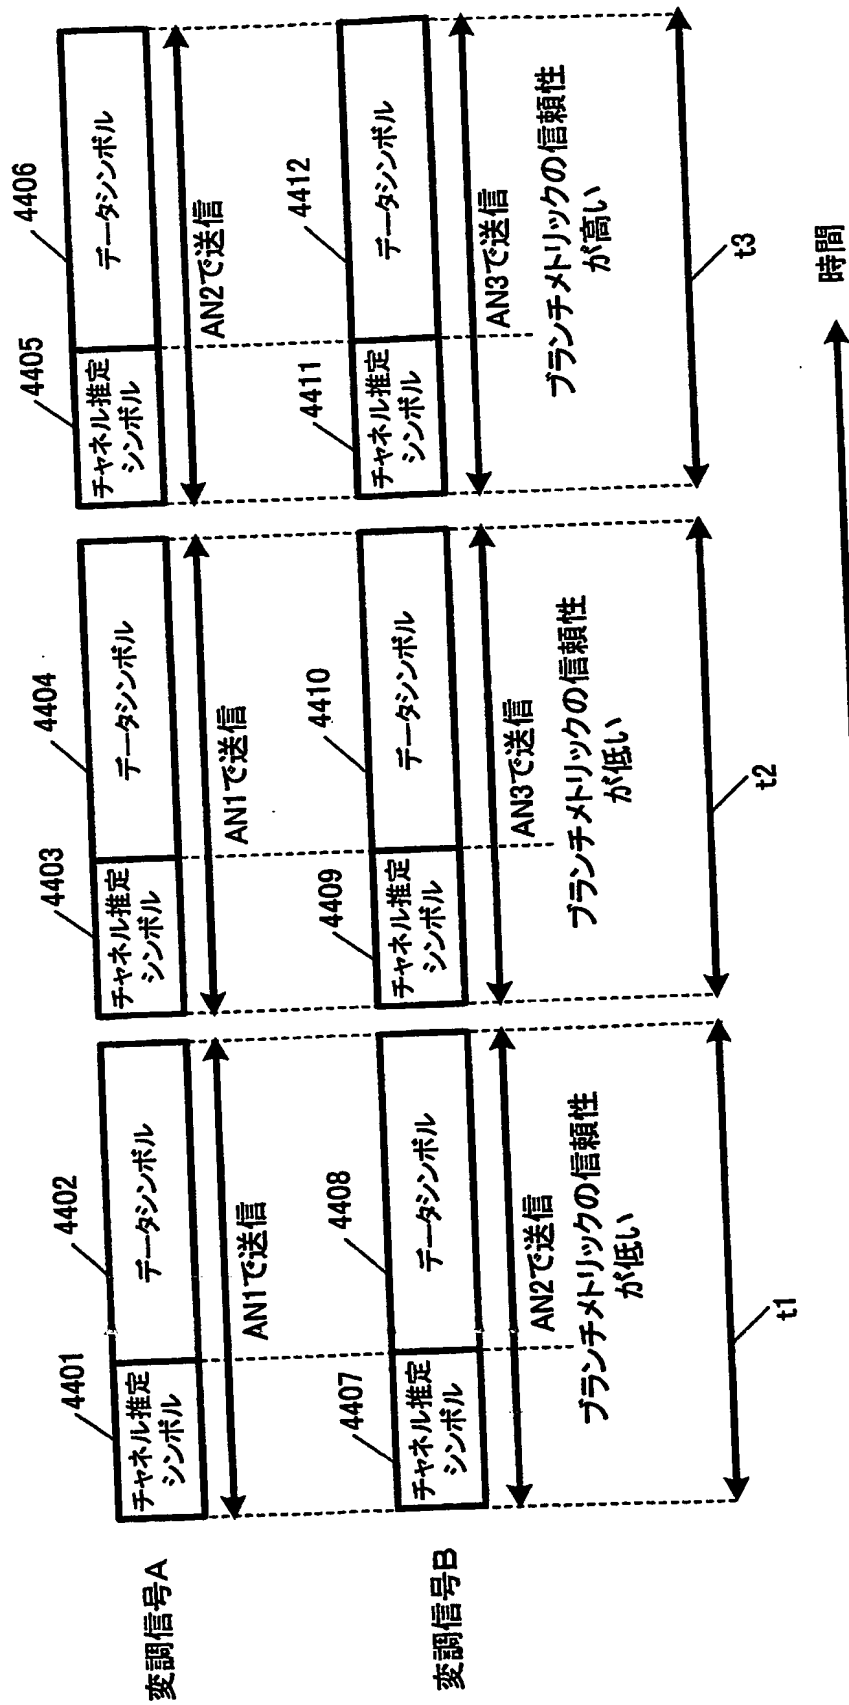 変調信号A
4401
チャネル推定
シンボル
4402
データシンボル
AN1で送信
4403
チャネル推定
シンボル
4404
データシンボル
AN1で送信
4405
チャネル推定
シンボル
4406
データシンボル
AN2で送信
変調信号B
4407
チャネル推定
シンボル
4408
データシンボル
AN2で送信
ブランチメトリックの信頼性
が低い
t1
4409
チャネル推定
シンボル
4410
データシンボル
AN3で送信
ブランチメトリックの信頼性
が低い
t2
4411
チャネル推定
シンボル
4412
データシンボル
AN3で送信
ブランチメトリックの信頼性
が高い
t3
時間